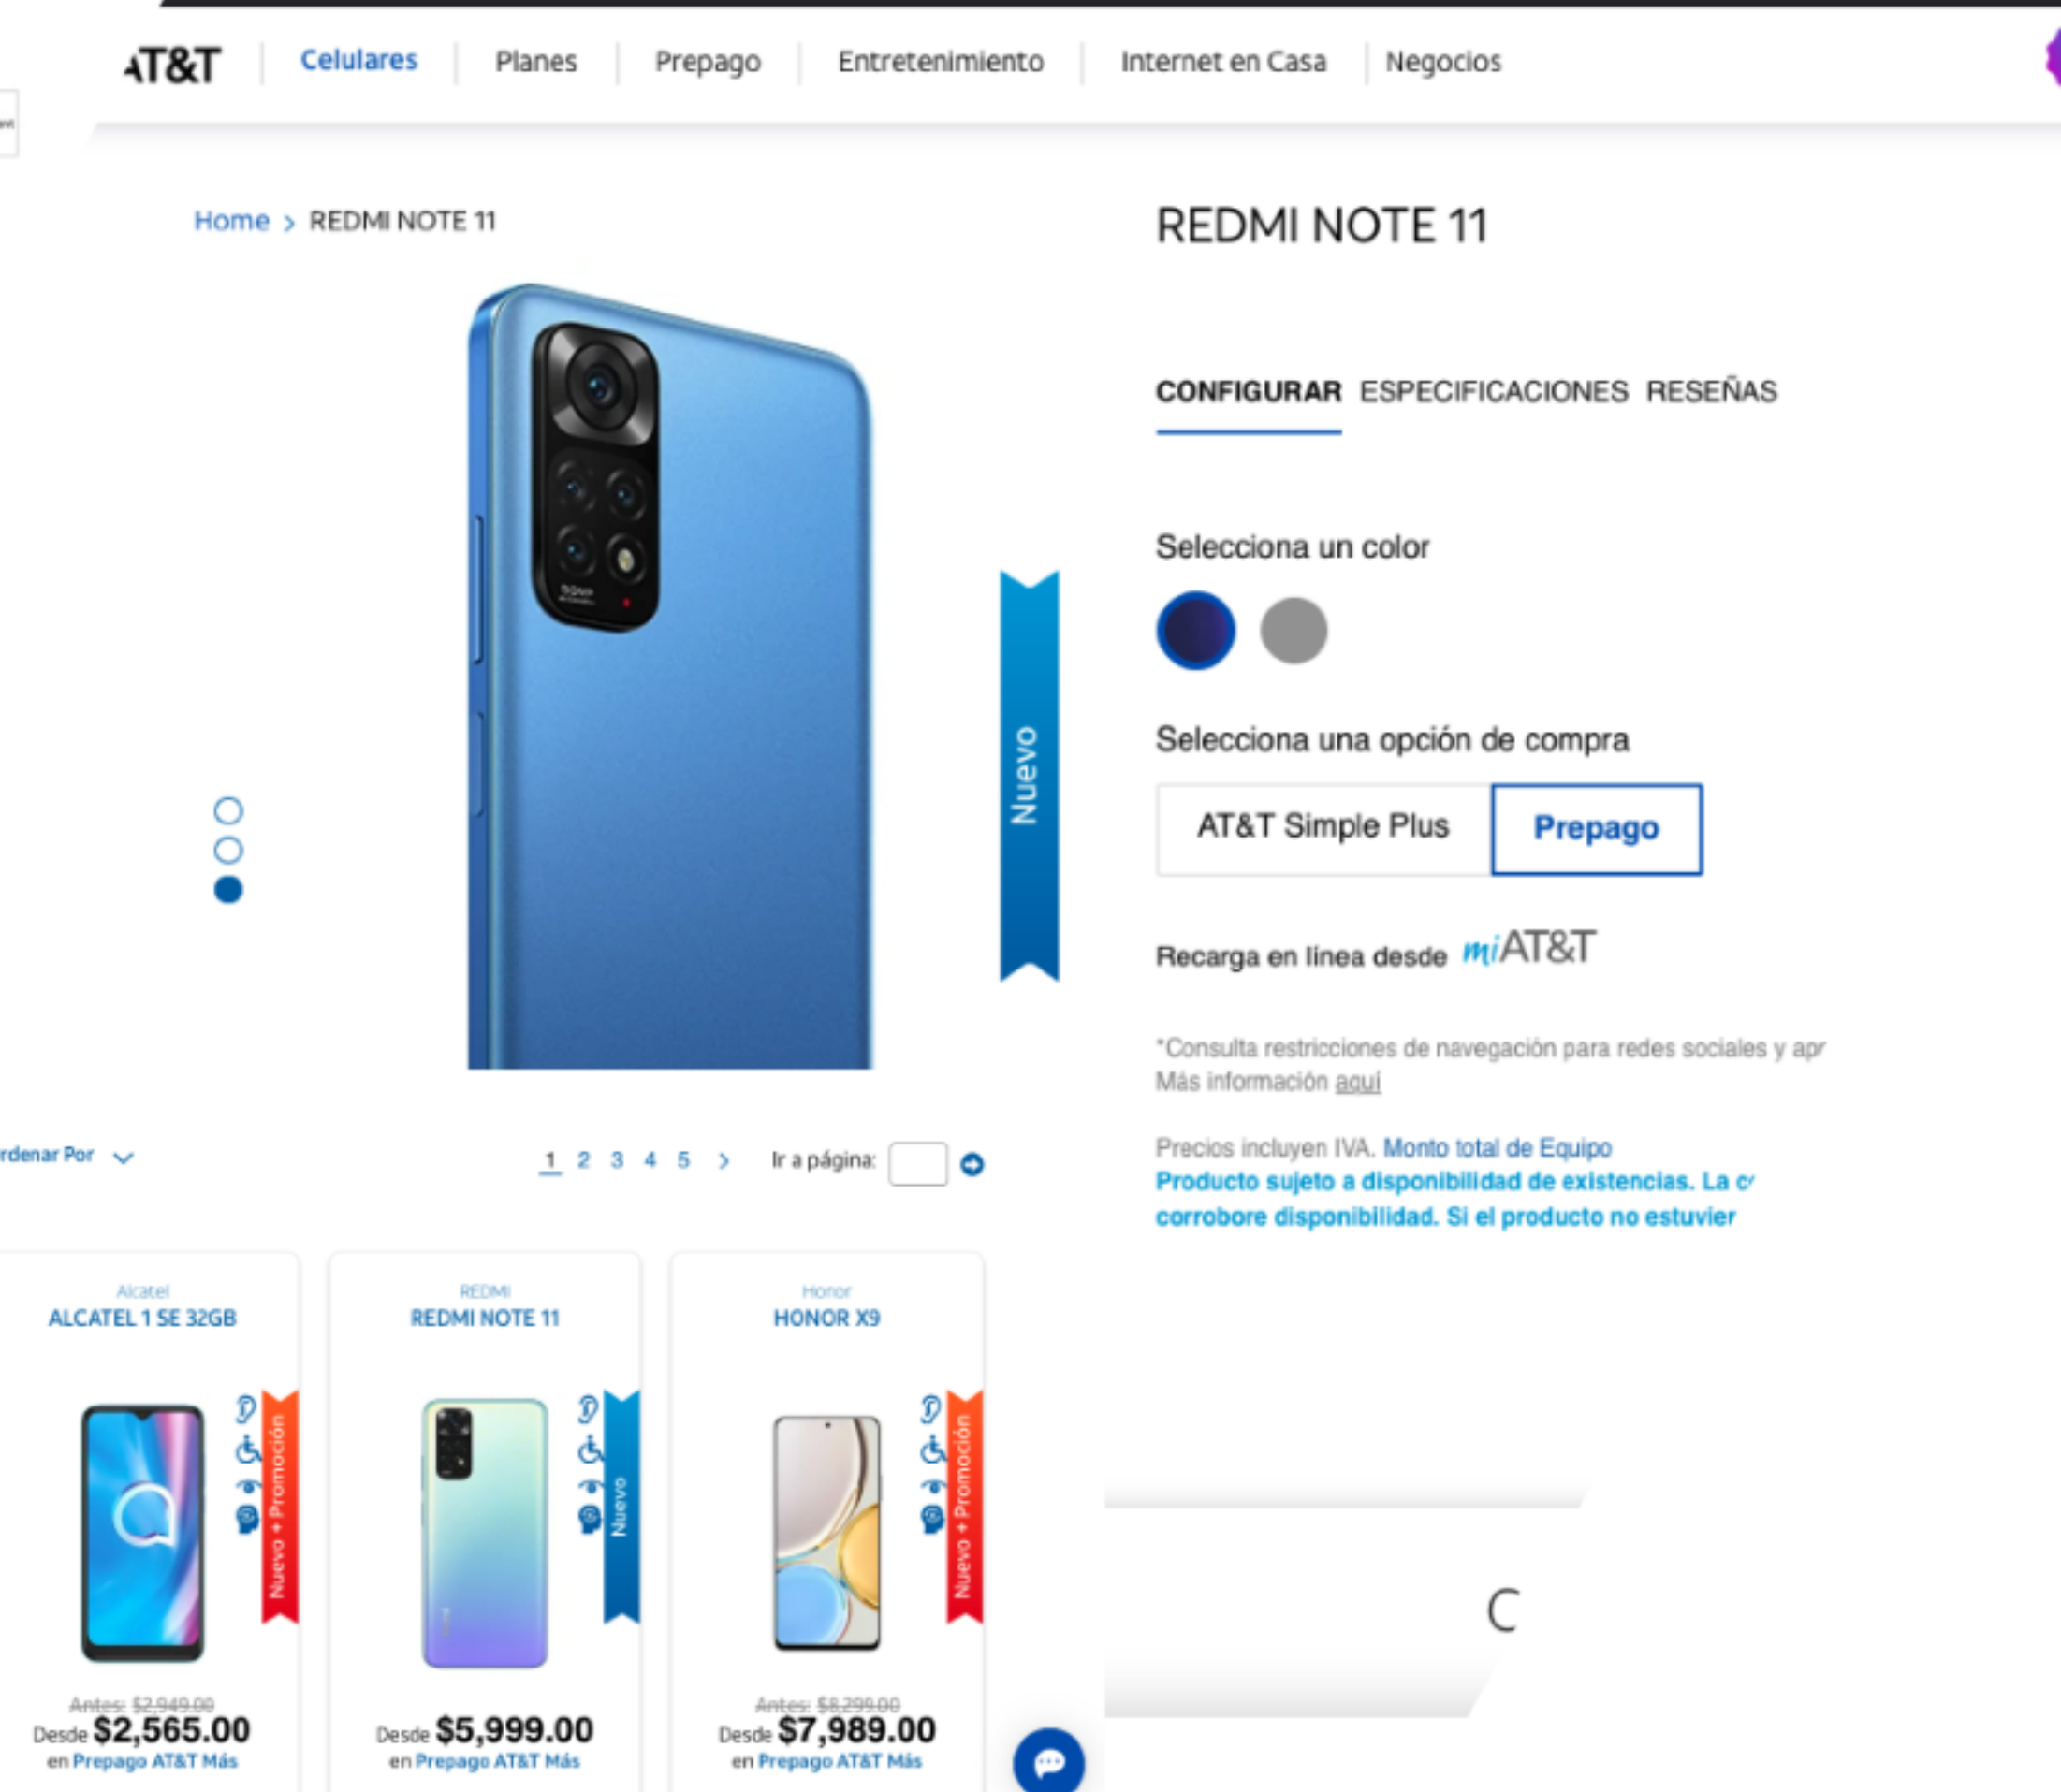 AT&T
Celulares
Planes
Prepago
Entretenimiento
Internet en Casa
Negocios
Home > REDMI NOTE 11
REDMI NOTE 11
CONFIGURAR ESPECIFICACIONES RESEÑAS
Selecciona un color
Selecciona una opción de compra
AT&T Simple Plus
Prepago
Nuevo
Recarga en línea desde miAT&T
*Consulta restricciones de navegación para redes sociales y apr
Más información aquí
Precios incluyen IVA. Monto total de Equipo
Producto sujeto a disponibilidad de existencias. La
corrobore disponibilidad. Si el producto no estuvier
rdenar Por
1 2 3 4 5 >
Ir a página:
Alcatel
ALCATEL 1 SE 32GB
Nuevo + Promoción
Antes: $2,949.00
Desde $2,565.00
en Prepago AT&T Más
REDMI
REDMI NOTE 11
Nuevo
Desde $5,999.00
en Prepago AT&T Más
Honor
HONOR X9
Nuevo + Promoción
Antes: $8,299.00
Desde $7,989.00
en Prepago AT&T Más
C